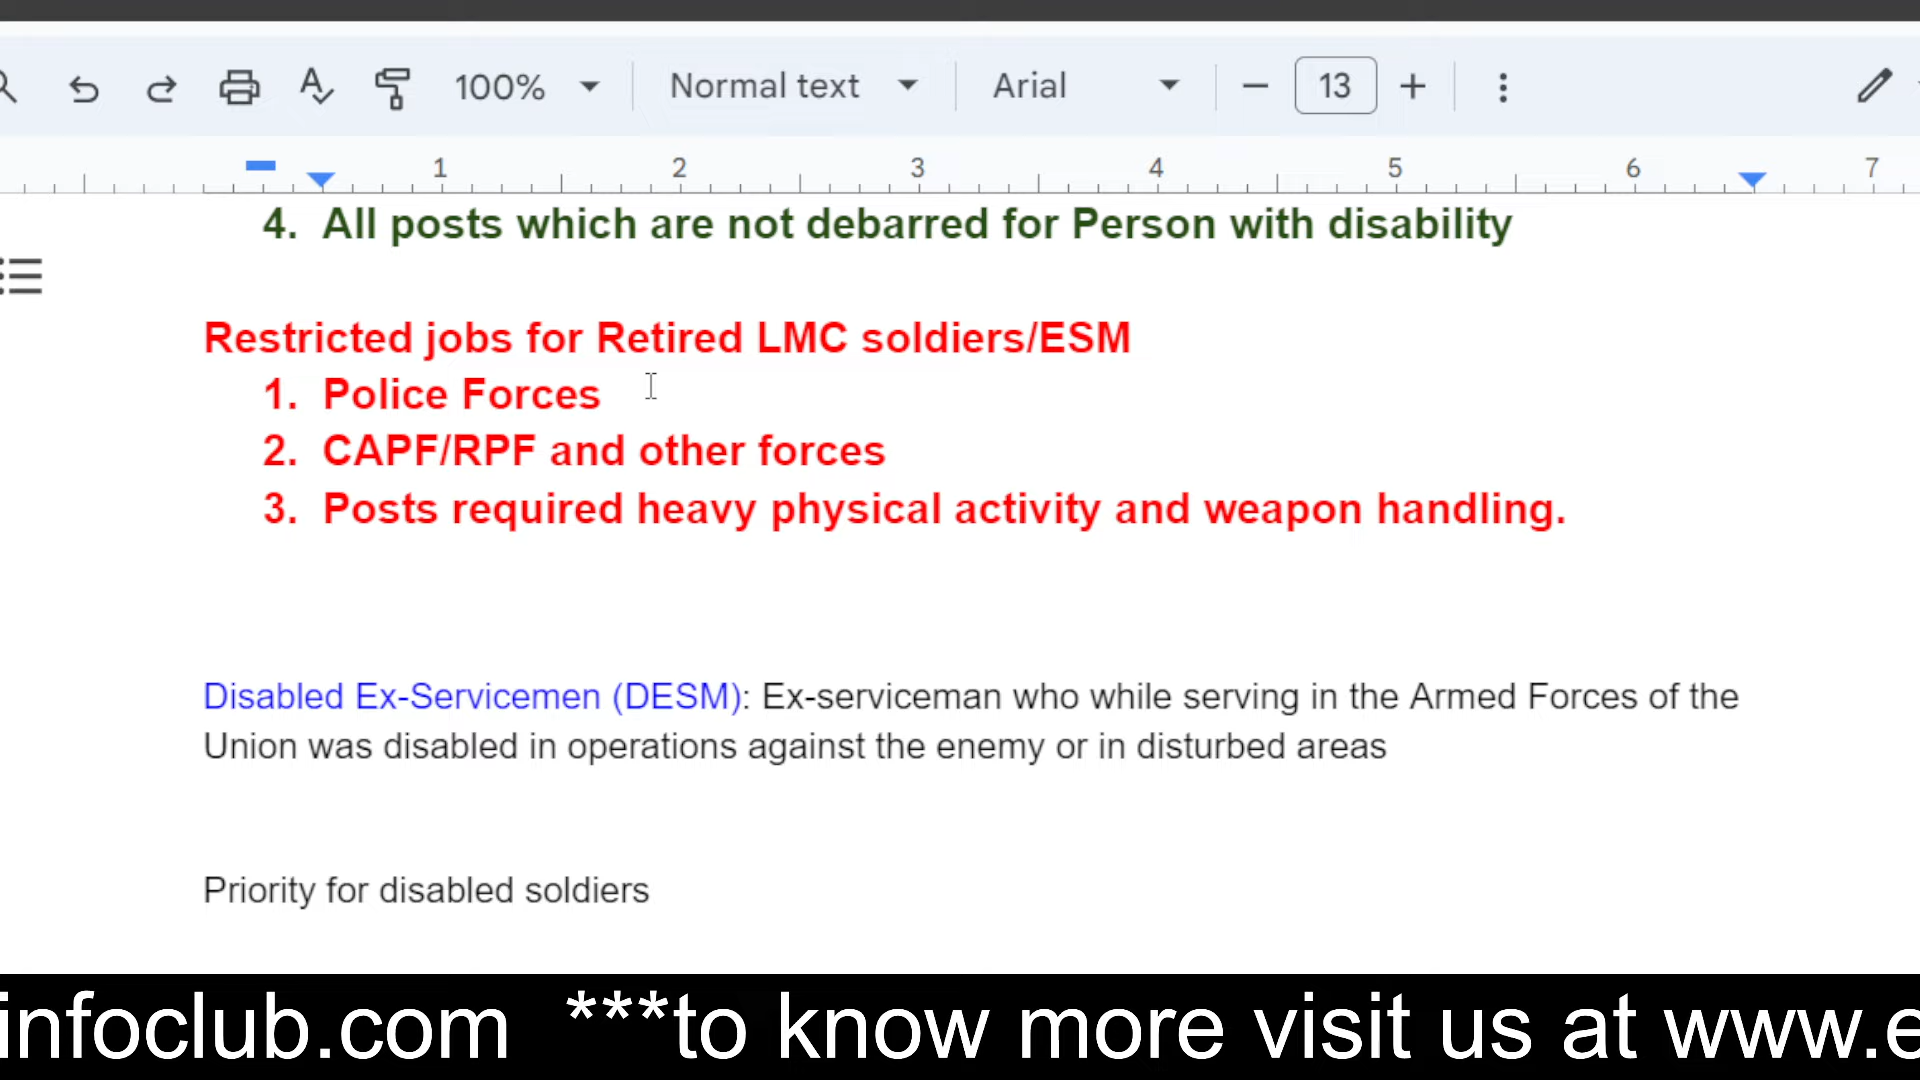 100% Normal text Arial 13
1 2 3 4 5 6 7
4. All posts which are not debarred for Person with disability
Restricted jobs for Retired LMC soldiers/ESM
1. Police Forces
2. CAPF/RPF and other forces
3. Posts required heavy physical activity and weapon handling.
Disabled Ex-Servicemen (DESM): Ex-serviceman who while serving in the Armed Forces of the
Union was disabled in operations against the enemy or in disturbed areas
Priority for disabled soldiers
infoclub.com ***to know more visit us at www.e